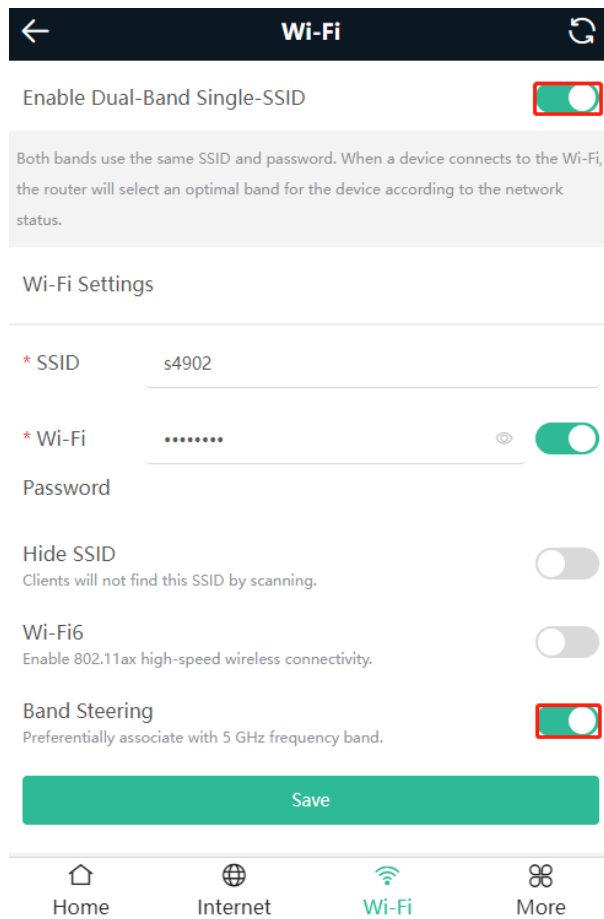 Wi-Fi
Enable Dual-Band Single-SSID
Both bands use the same SSID and password. When a device connects to the Wi-Fi,
the router will select an optimal band for the device according to the network
status.
Wi-Fi Settings
* SSID s4902
* Wi-Fi ••••••••
Password
Hide SSID
Clients will not find this SSID by scanning.
Wi-Fi6
Enable 802.11ax high-speed wireless connectivity.
Band Steering
Preferentially associate with 5 GHz frequency band.
Save
Home Internet Wi-Fi More